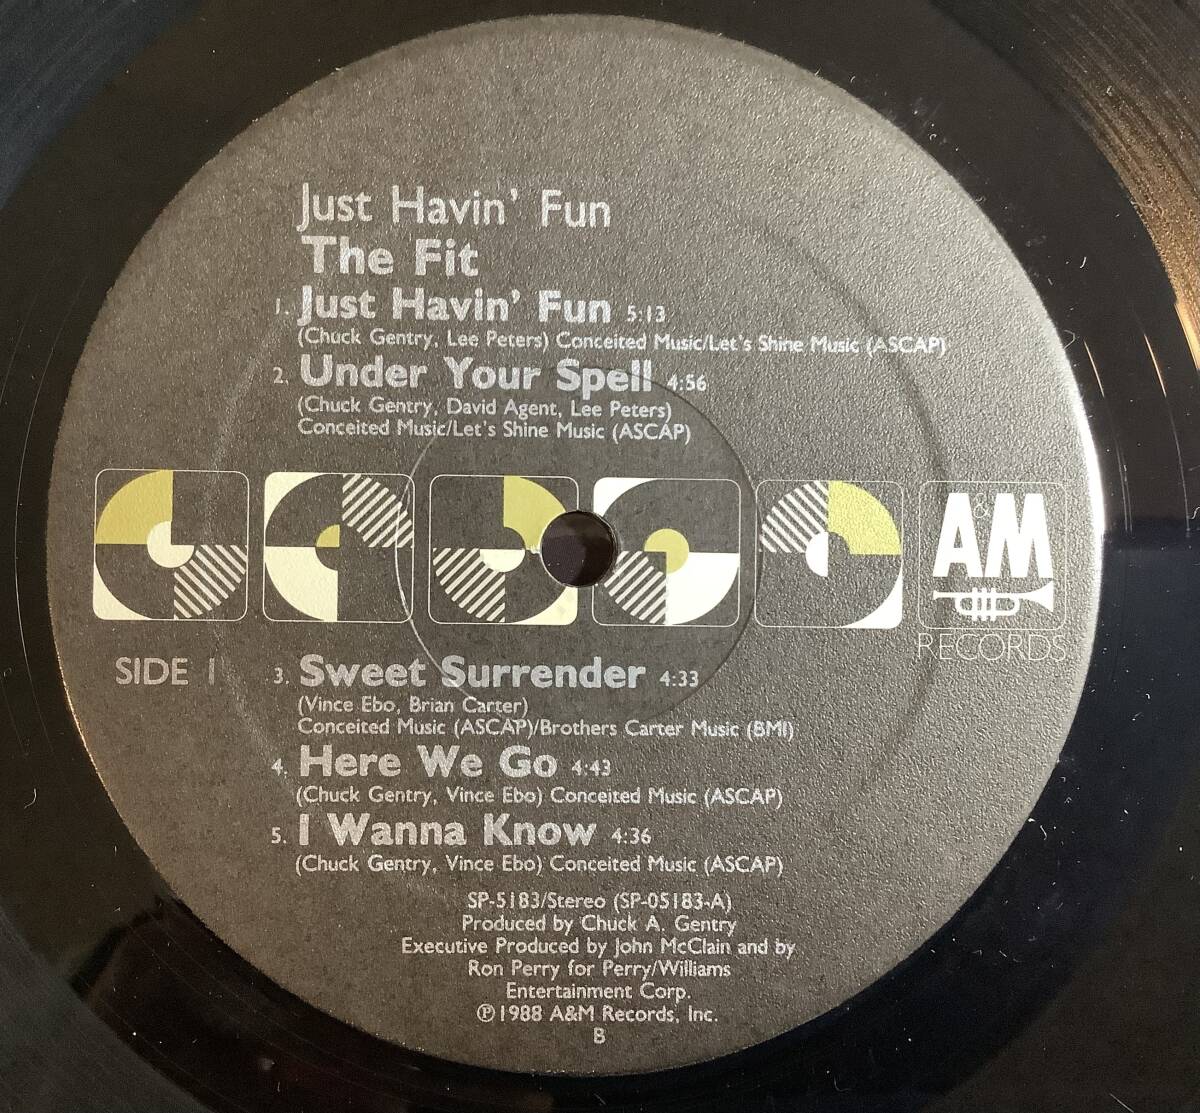 Just Havin' Fun
The Fit
1. Just Havin' Fun 5:13
(Chuck Gentry, Lee Peters) Conceited Music/Let's Shine Music (ASCAP)
2. Under Your Spell 4:56
(Chuck Gentry, David Agent, Lee Peters)
Conceited Music/Let's Shine Music (ASCAP)
A&M
RECORDS
SIDE 1
3. Sweet Surrender 4:33
(Vince Ebo, Brian Carter)
Conceited Music (ASCAP)/Brothers Carter Music (BMI)
4. Here We Go 4:43
(Chuck Gentry, Vince Ebo) Conceited Music (ASCAP)
5. I Wanna Know 4:36
(Chuck Gentry, Vince Ebo) Conceited Music (ASCAP)
SP-5183/Stereo (SP-05183-A)
Produced by Chuck A. Gentry
Executive Produced by John McClain and by
Ron Perry for Perry/Williams
Entertainment Corp.
℗1988 A&M Records, Inc.
B